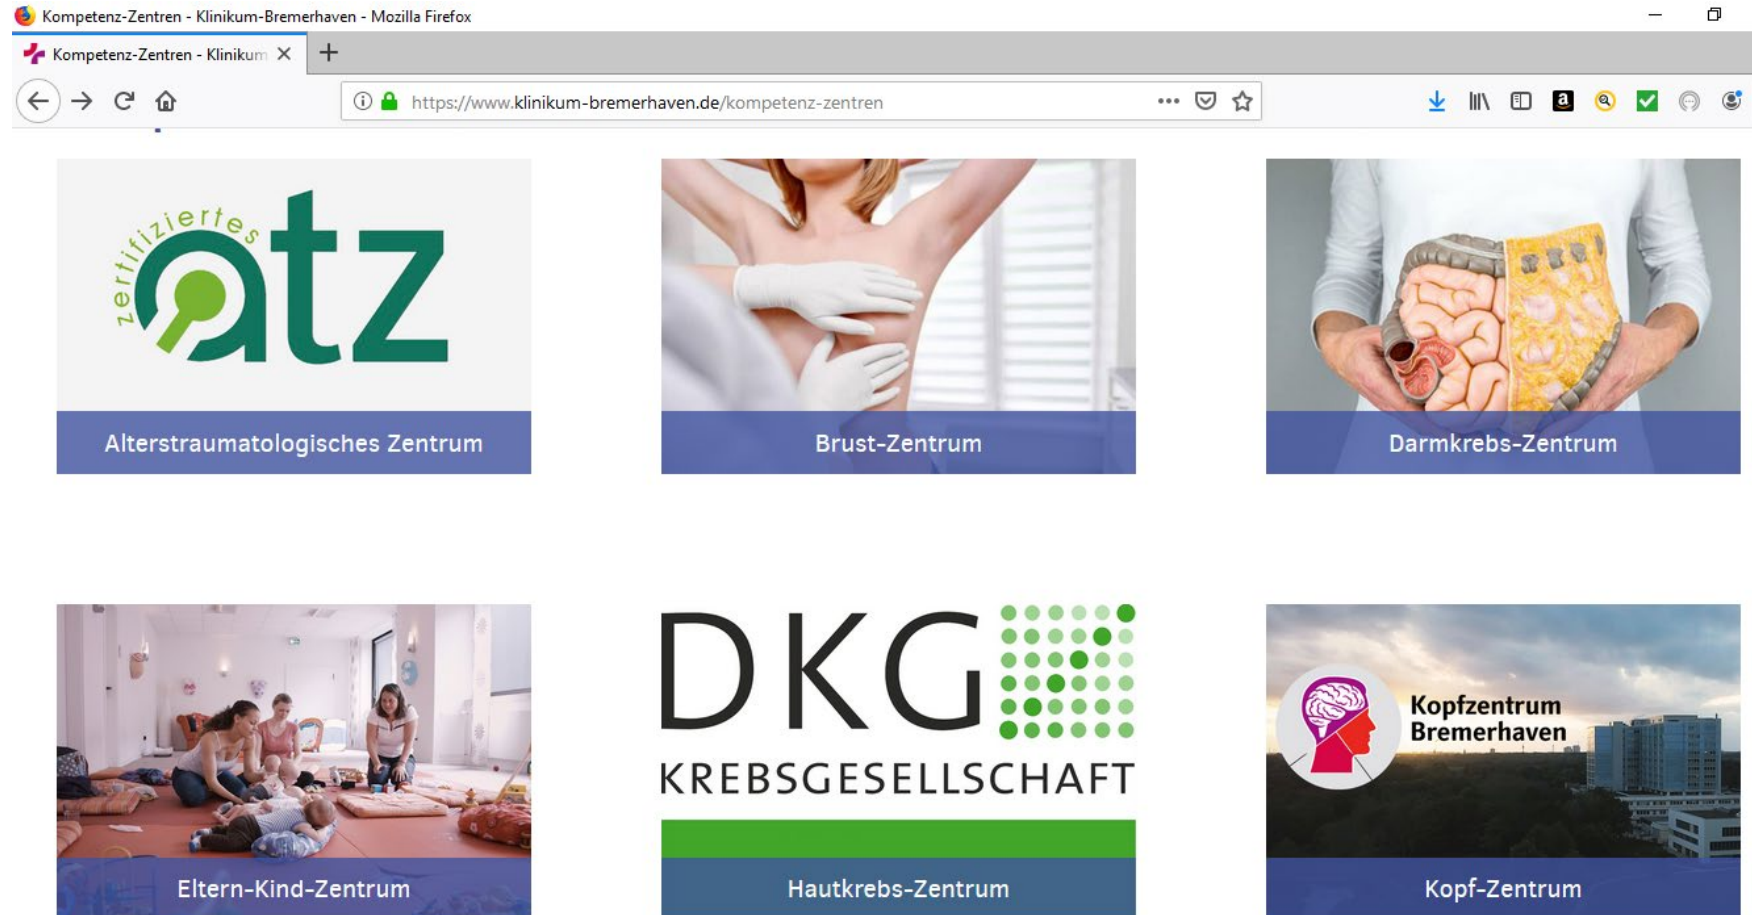 Kompetenz-Zentren - Klinikum-Bremerhaven - Mozilla Firefox
Kompetenz-Zentren - Klinikum
https://www.klinikum-bremerhaven.de/kompetenz-zentren
zertifiziertes
atz
Alterstraumatologisches Zentrum
Brust-Zentrum
Darmkrebs-Zentrum
Eltern-Kind-Zentrum
DKG
KREBSGESELLSCHAFT
Hautkrebs-Zentrum
Kopfzentrum
Bremerhaven
Kopf-Zentrum